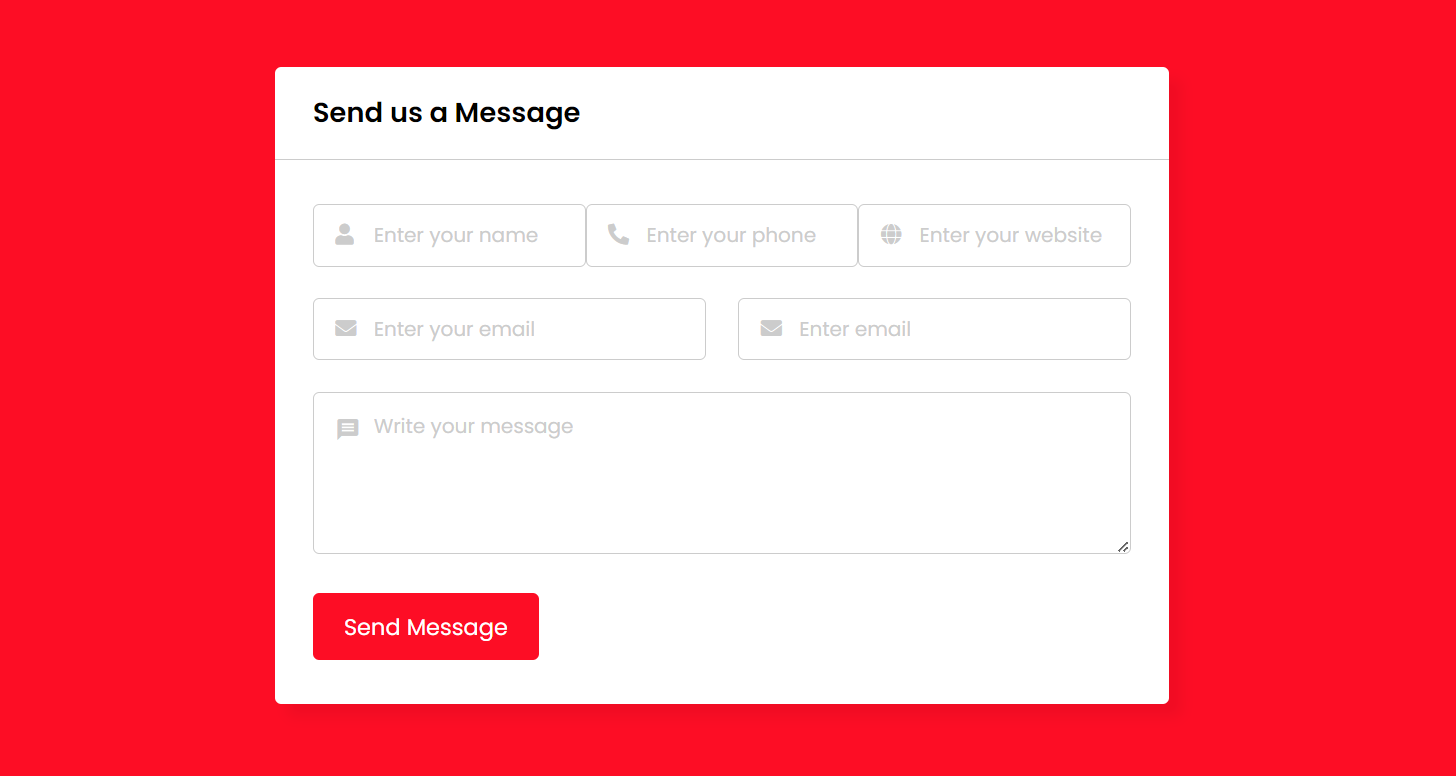 Send us a Message
Enter your name
Enter your phone
Enter your website
Enter your email
Enter email
Write your message
Send Message